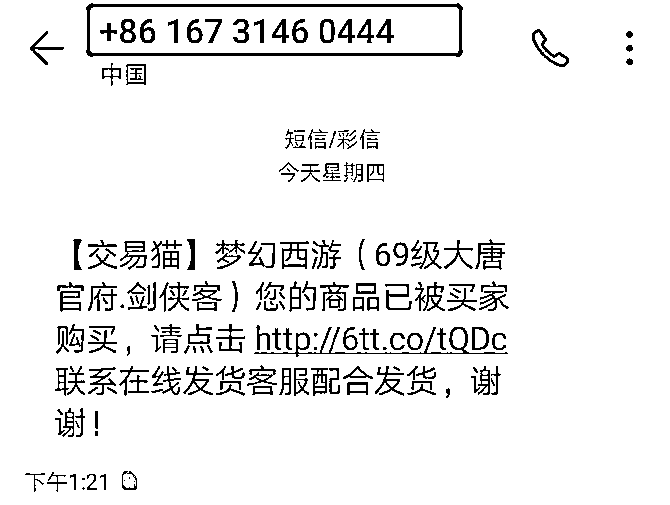 +86 167 3146 0444
中国
短信/彩信
今天星期四
【交易猫】梦幻西游（69级大唐
官府.剑侠客）您的商品已被买家
购买，请点击 http://6tt.co/tQDc
联系在线发货客服配合发货，谢
谢！
下午1:21